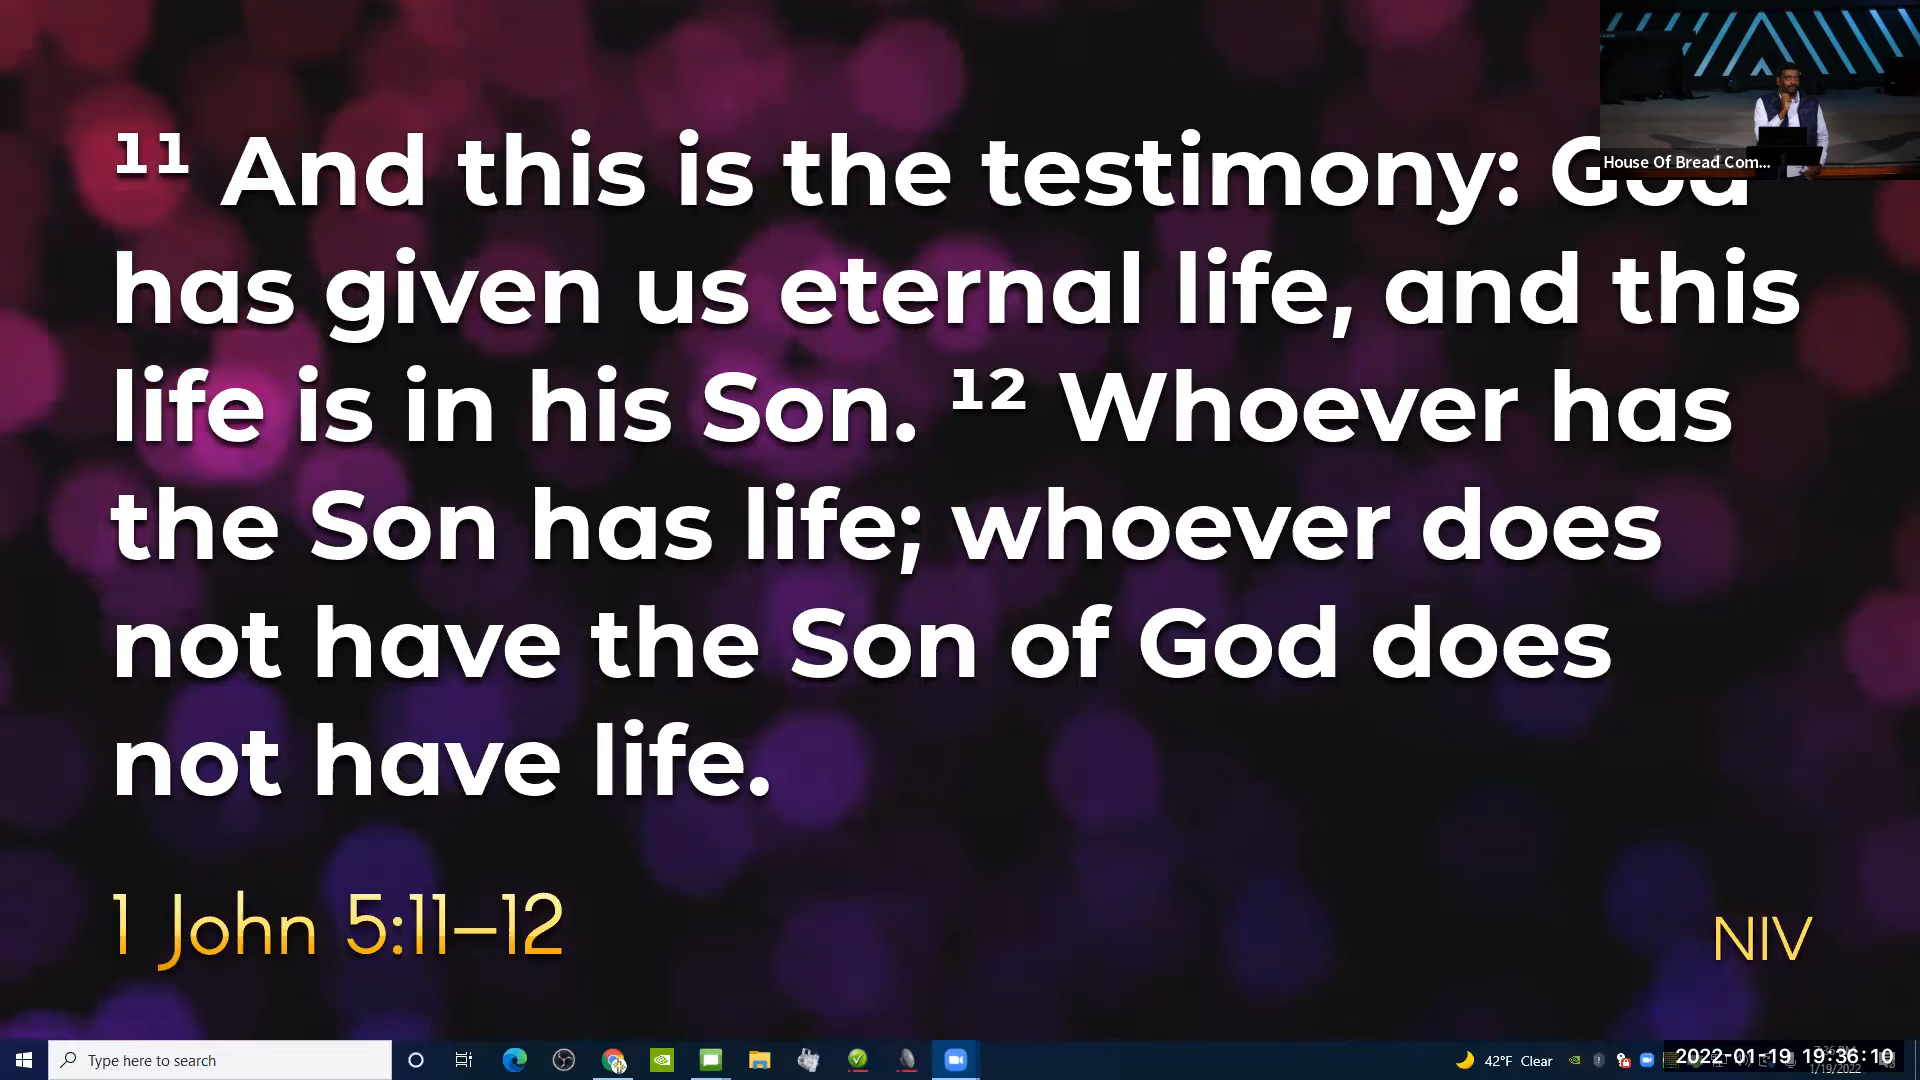 ¹¹ And this is the testimony: God
has given us eternal life, and this
life is in his Son. ¹² Whoever has
the Son has life; whoever does
not have the Son of God does
not have life.
1 John 5:11–12
NIV
House Of Bread Com...
Type here to search
42°F Clear
2022-01-19 19:36:10
1/19/2022